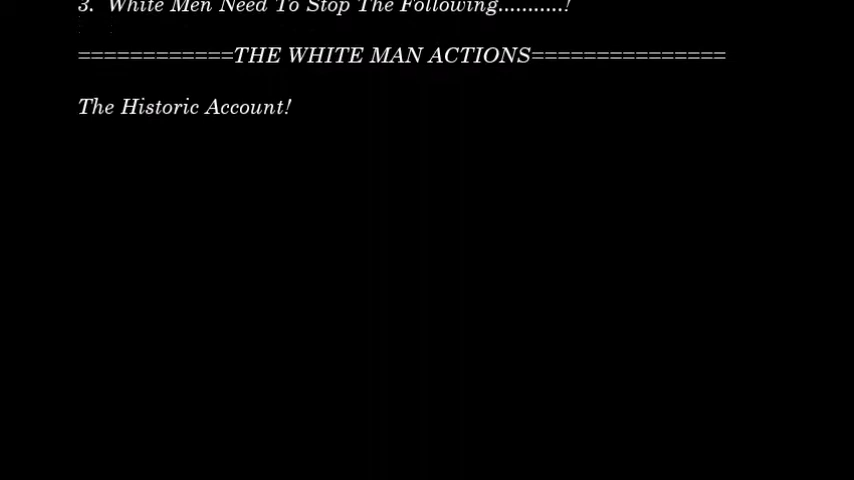 3. White Men Need To Stop The Following...........!
============THE WHITE MAN ACTIONS===============
The Historic Account!